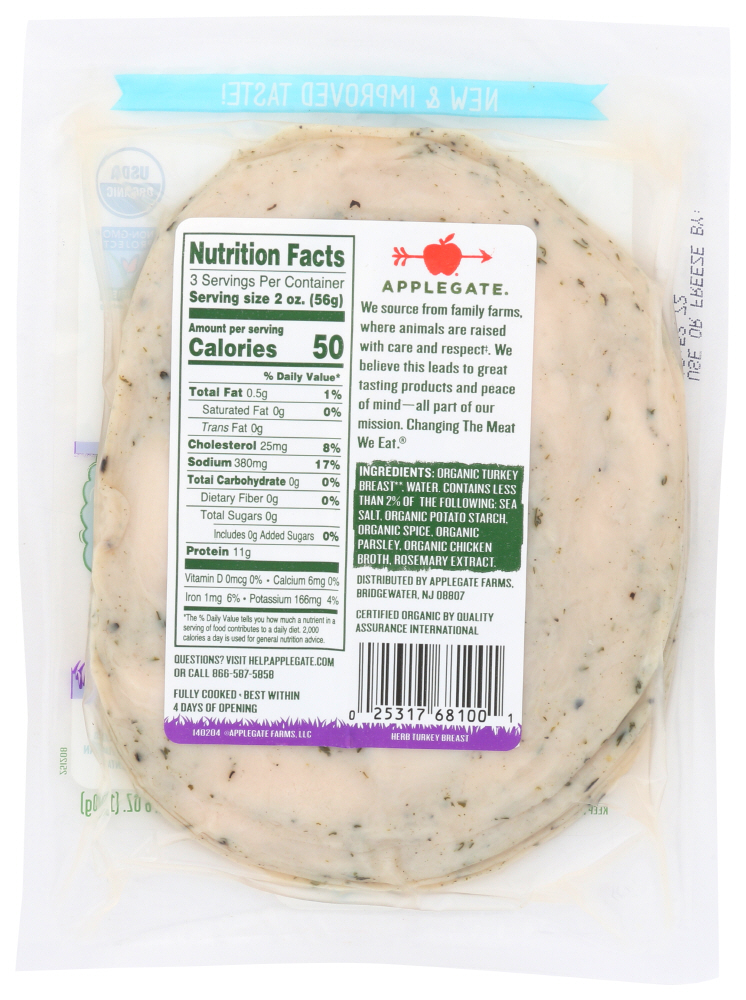 NEW & IMPROVED TASTE!
USDA
ORGANIC
Nutrition Facts
3 Servings Per Container
Serving size 2 oz. (56g)
Amount per serving
Calories 50
% Daily Value*
Total Fat 0.5g 1%
Saturated Fat 0g 0%
Trans Fat 0g
Cholesterol 25mg 8%
Sodium 380mg 17%
Total Carbohydrate 0g 0%
Dietary Fiber 0g 0%
Total Sugars 0g
Includes 0g Added Sugars 0%
Protein 11g
Vitamin D 0mcg 0% • Calcium 6mg 0%
Iron 1mg 6% • Potassium 166mg 4%
*The % Daily Value tells you how much a nutrient in a
serving of food contributes to a daily diet. 2,000
calories a day is used for general nutrition advice.
QUESTIONS? VISIT HELP.APPLEGATE.COM
OR CALL 866-587-5858
FULLY COOKED • BEST WITHIN
4 DAYS OF OPENING
APPLEGATE.
We source from family farms,
where animals are raised
with care and respect‡. We
believe this leads to great
tasting products and peace
of mind—all part of our
mission. Changing The Meat
We Eat.®
INGREDIENTS: ORGANIC TURKEY
BREAST**, WATER. CONTAINS LESS
THAN 2% OF THE FOLLOWING: SEA
SALT, ORGANIC POTATO STARCH,
ORGANIC SPICE, ORGANIC
PARSLEY, ORGANIC CHICKEN
BROTH, ROSEMARY EXTRACT.
DISTRIBUTED BY APPLEGATE FARMS,
BRIDGEWATER, NJ 08807
CERTIFIED ORGANIC BY QUALITY
ASSURANCE INTERNATIONAL
0 25317 68100 1
140204 ©APPLEGATE FARMS, LLC
HERB TURKEY BREAST
USE OR FREEZE BY: